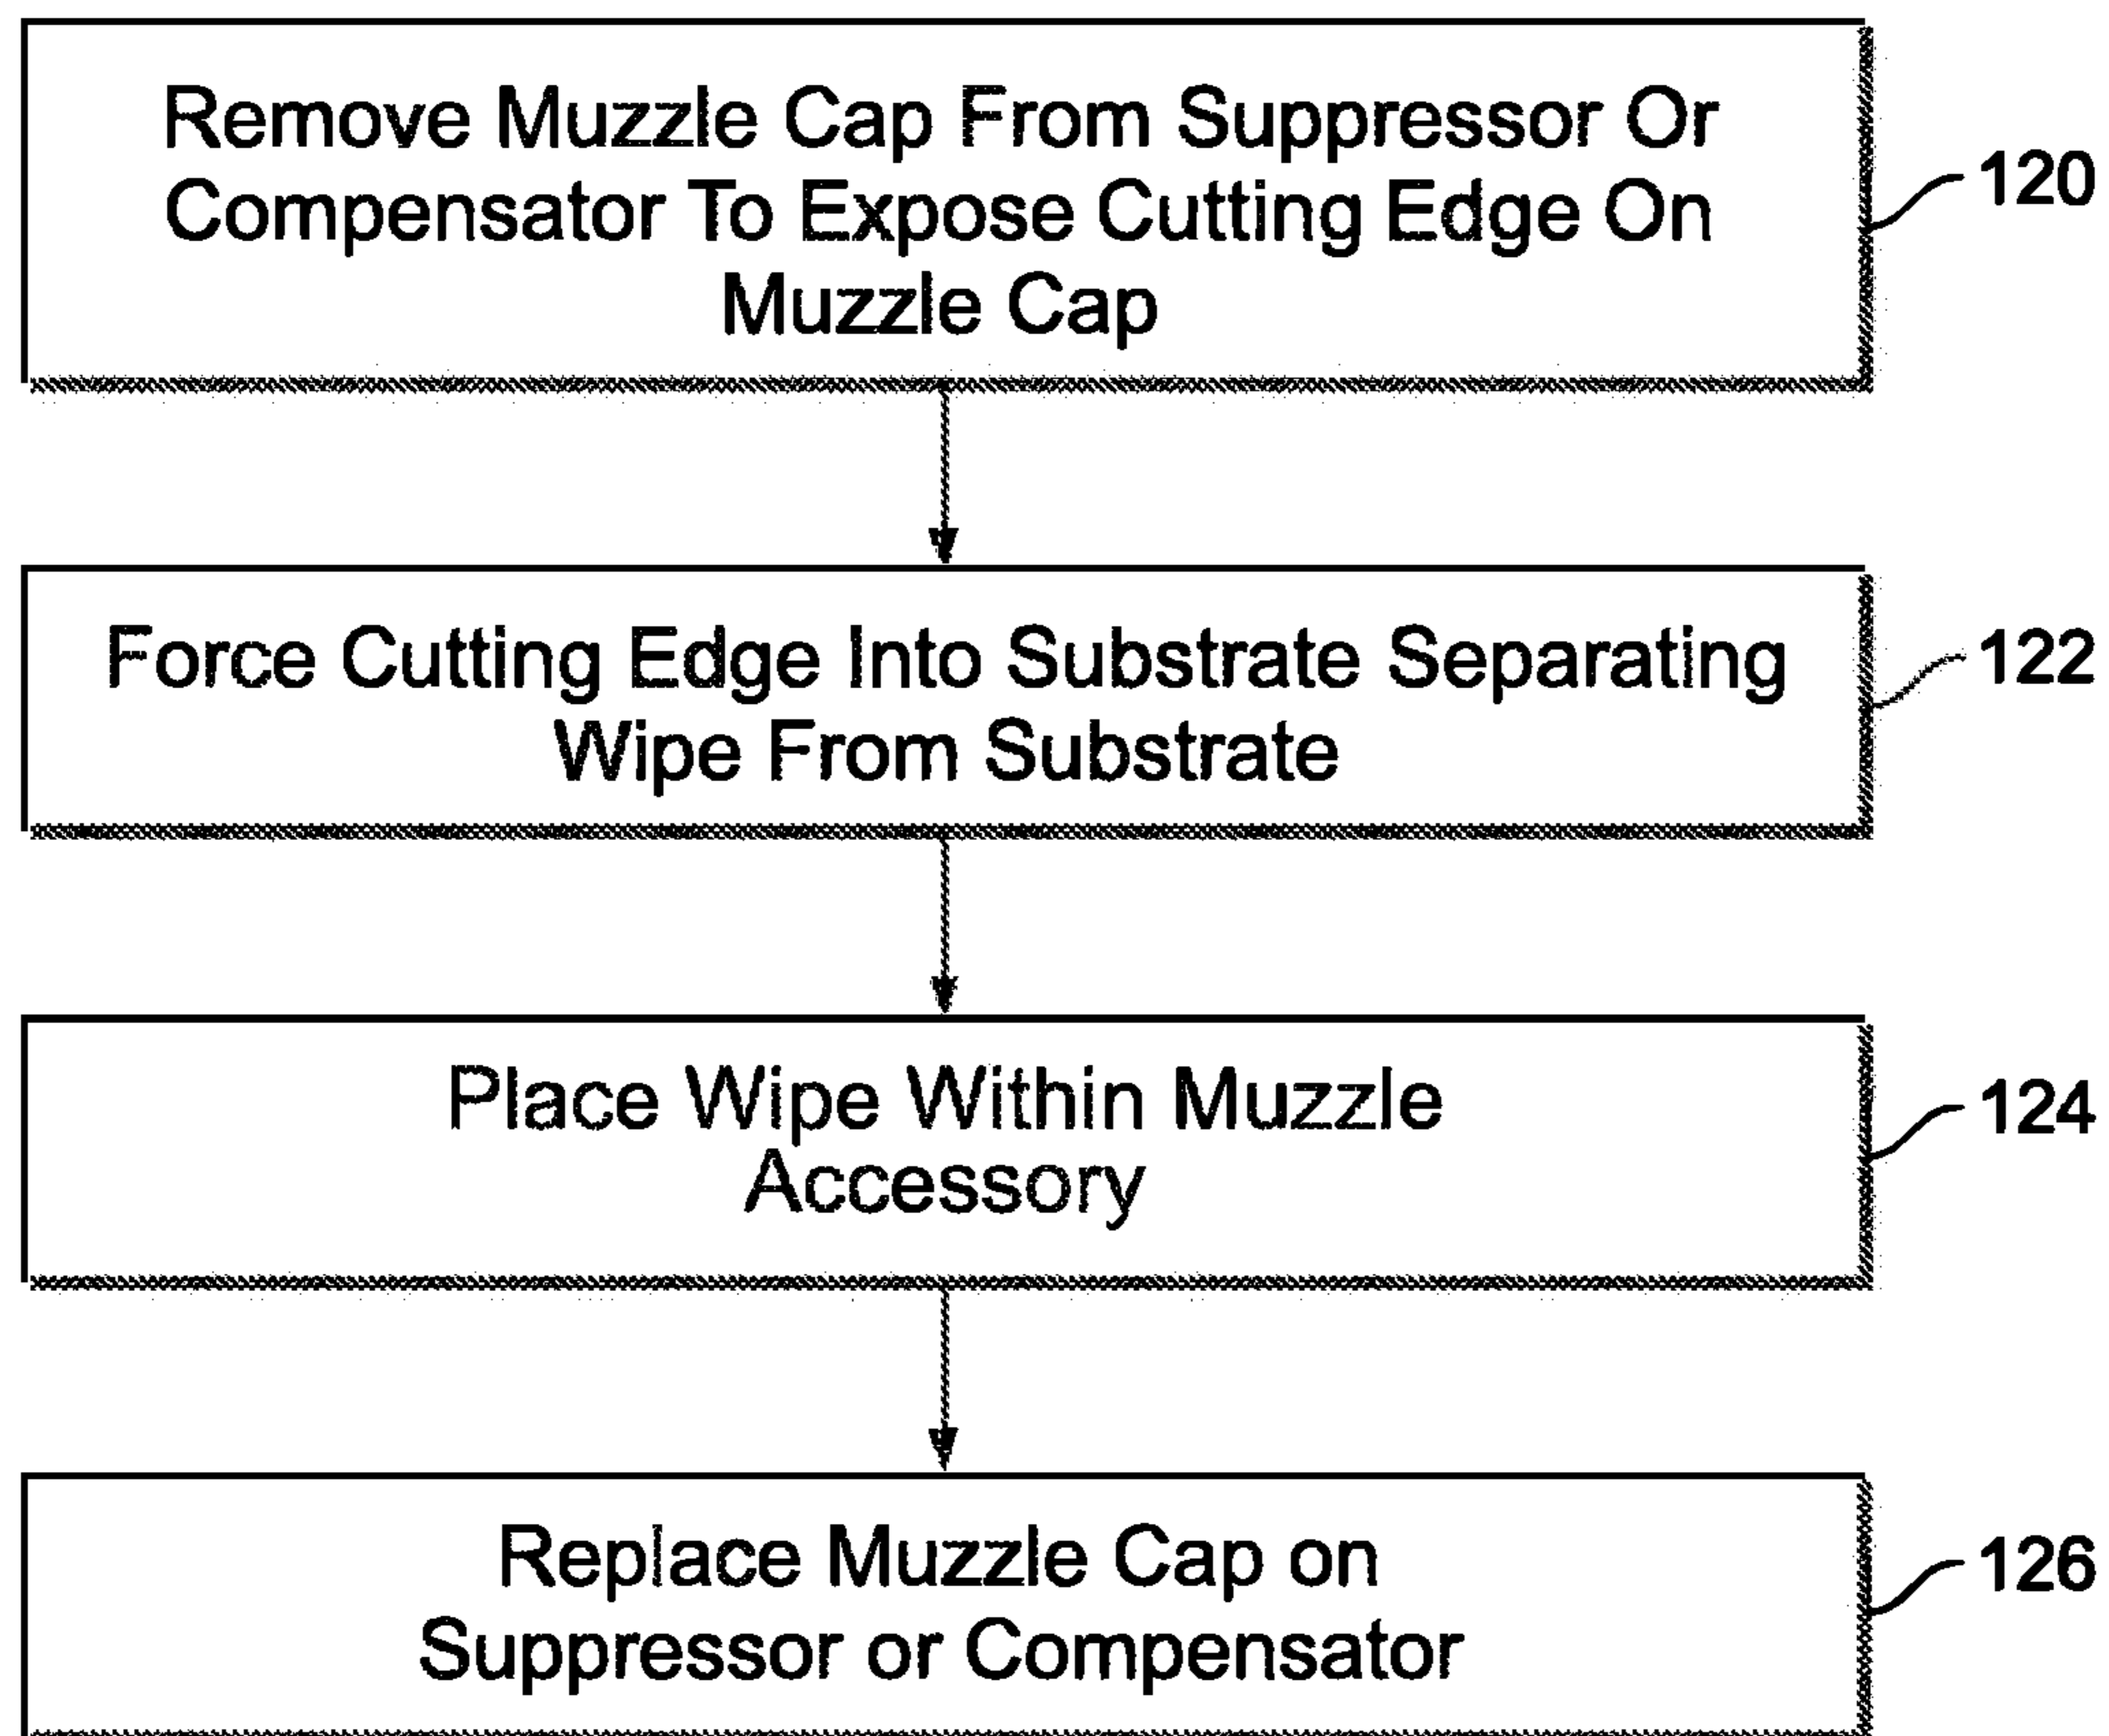 Remove Muzzle Cap From Suppressor Or
Compensator To Expose Cutting Edge On
Muzzle Cap
120
Force Cutting Edge Into Substrate Separating
Wipe From Substrate
122
Place Wipe Within Muzzle
Accessory
124
Replace Muzzle Cap on
Suppressor or Compensator
126